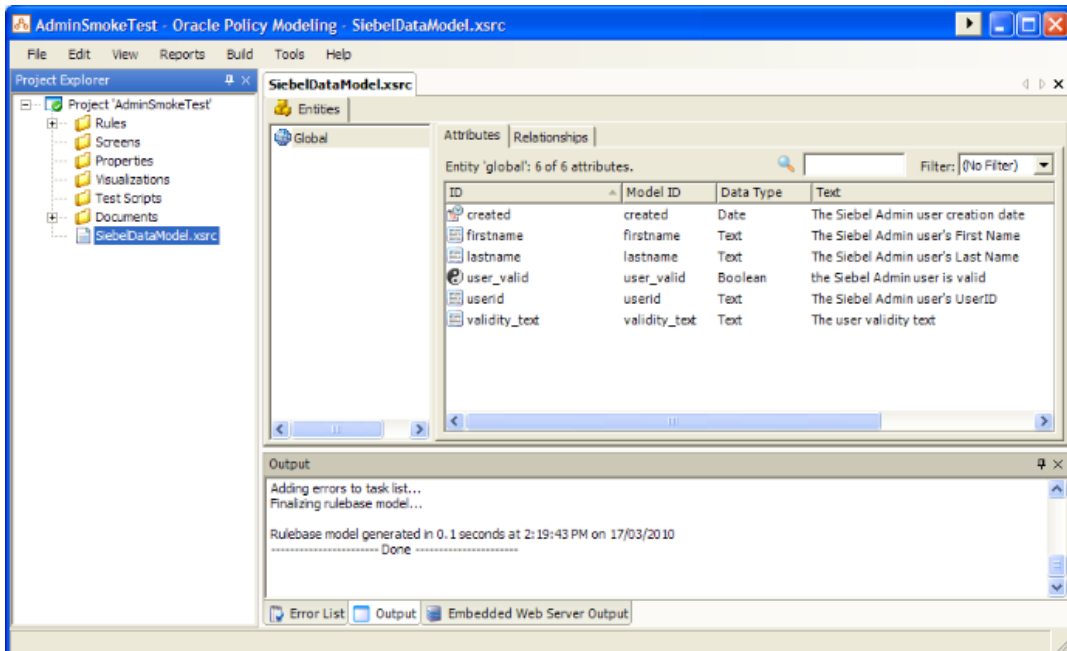 AdminSmokeTest - Oracle Policy Modeling - SiebelDataModel.xsrc
File Edit View Reports Build Tools Help
Project Explorer
Project 'AdminSmokeTest'
Rules
Screens
Properties
Visualizations
Test Scripts
Documents
SiebelDataModel.xsrc
SiebelDataModel.xsrc
Entities
Global
Attributes Relationships
Entity 'global': 6 of 6 attributes.
Filter: (No Filter)
ID Model ID Data Type Text
created created Date The Siebel Admin user creation date
firstname firstname Text The Siebel Admin user's First Name
lastname lastname Text The Siebel Admin user's Last Name
user_valid user_valid Boolean the Siebel Admin user is valid
userid userid Text The Siebel Admin user's UserID
validity_text validity_text Text The user validity text
Output
Adding errors to task list...
Finalizing rulebase model...
Rulebase model generated in 0.1 seconds at 2:19:43 PM on 17/03/2010
------------------------ Done -----------------------
Error List Output Embedded Web Server Output